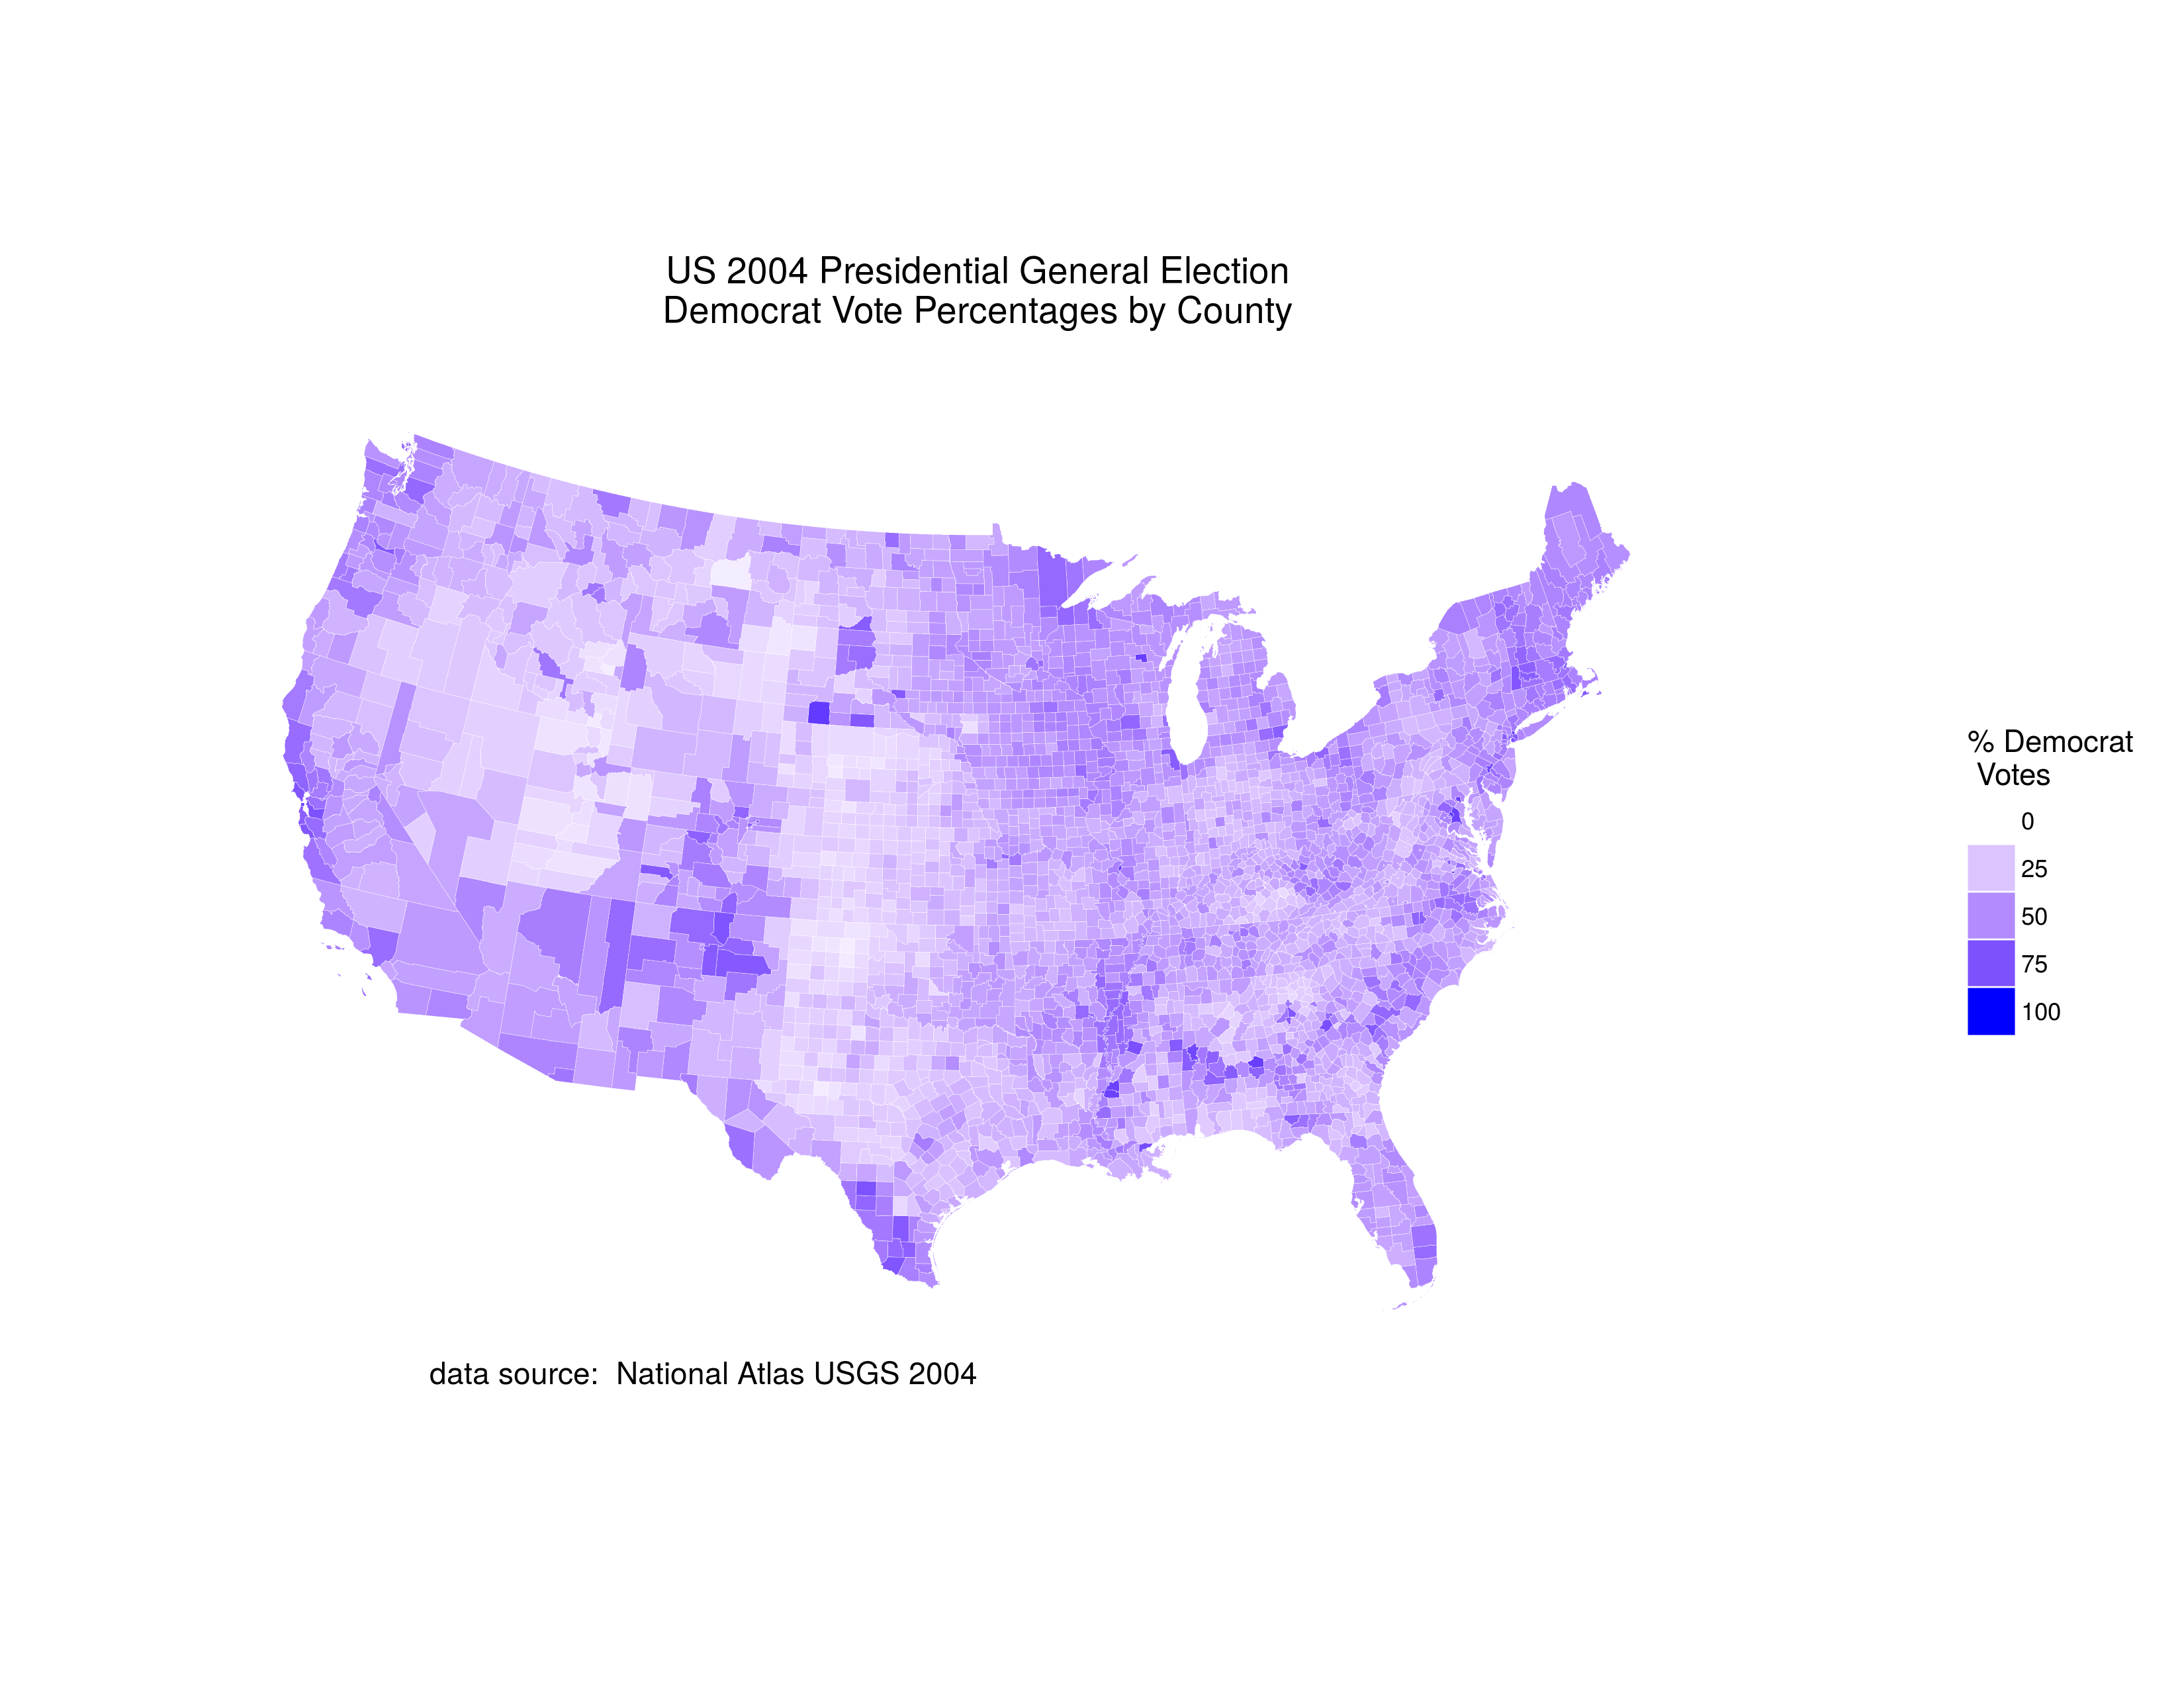 US 2004 Presidential General Election
Democrat Vote Percentages by County
% Democrat
Votes
0
25
50
75
100
data source:  National Atlas USGS 2004